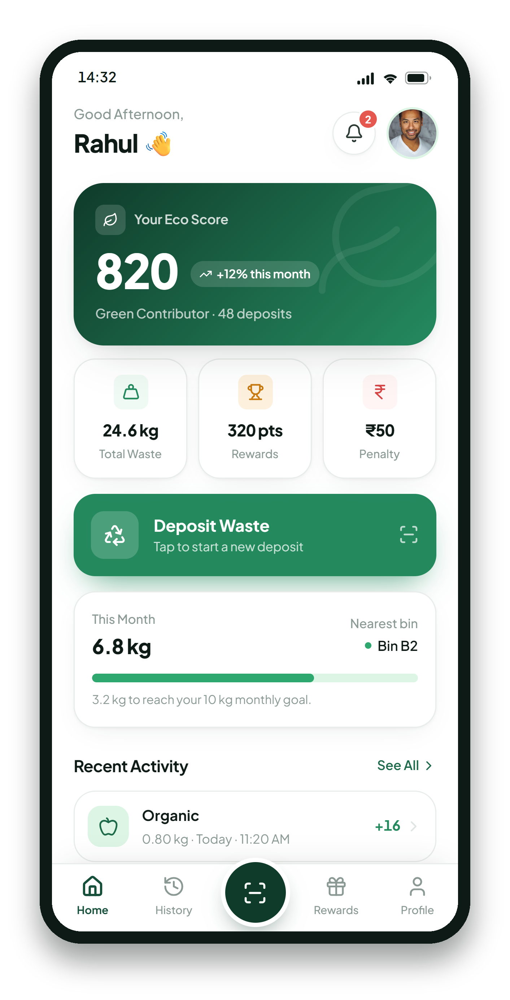 14:32
Good Afternoon,
Rahul 👋
2
Your Eco Score
820
+12% this month
Green Contributor · 48 deposits
24.6 kg
Total Waste
320 pts
Rewards
₹
₹50
Penalty
Deposit Waste
Tap to start a new deposit
This Month
6.8 kg
Nearest bin
Bin B2
3.2 kg to reach your 10 kg monthly goal.
Recent Activity
See All
Organic
0.80 kg · Today · 11:20 AM
+16
Home
History
Rewards
Profile